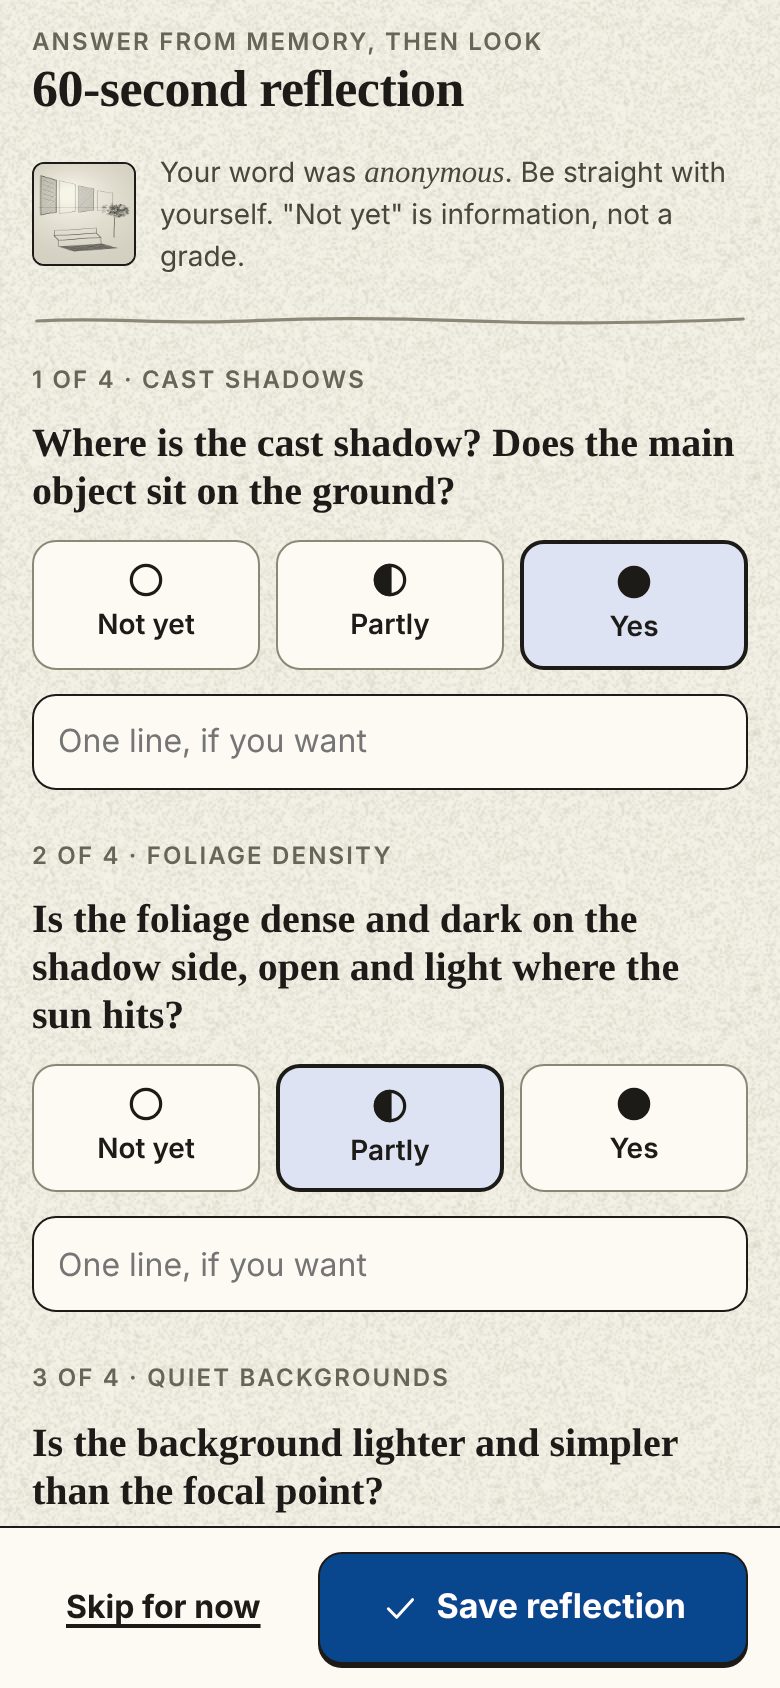 ANSWER FROM MEMORY, THEN LOOK
60-second reflection
Your word was anonymous. Be straight with
yourself. "Not yet" is information, not a
grade.
1 OF 4 · CAST SHADOWS
Where is the cast shadow? Does the main
object sit on the ground?
Not yet
Partly
Yes
One line, if you want
2 OF 4 · FOLIAGE DENSITY
Is the foliage dense and dark on the
shadow side, open and light where the
sun hits?
Not yet
Partly
Yes
One line, if you want
3 OF 4 · QUIET BACKGROUNDS
Is the background lighter and simpler
than the focal point?
Skip for now
Save reflection